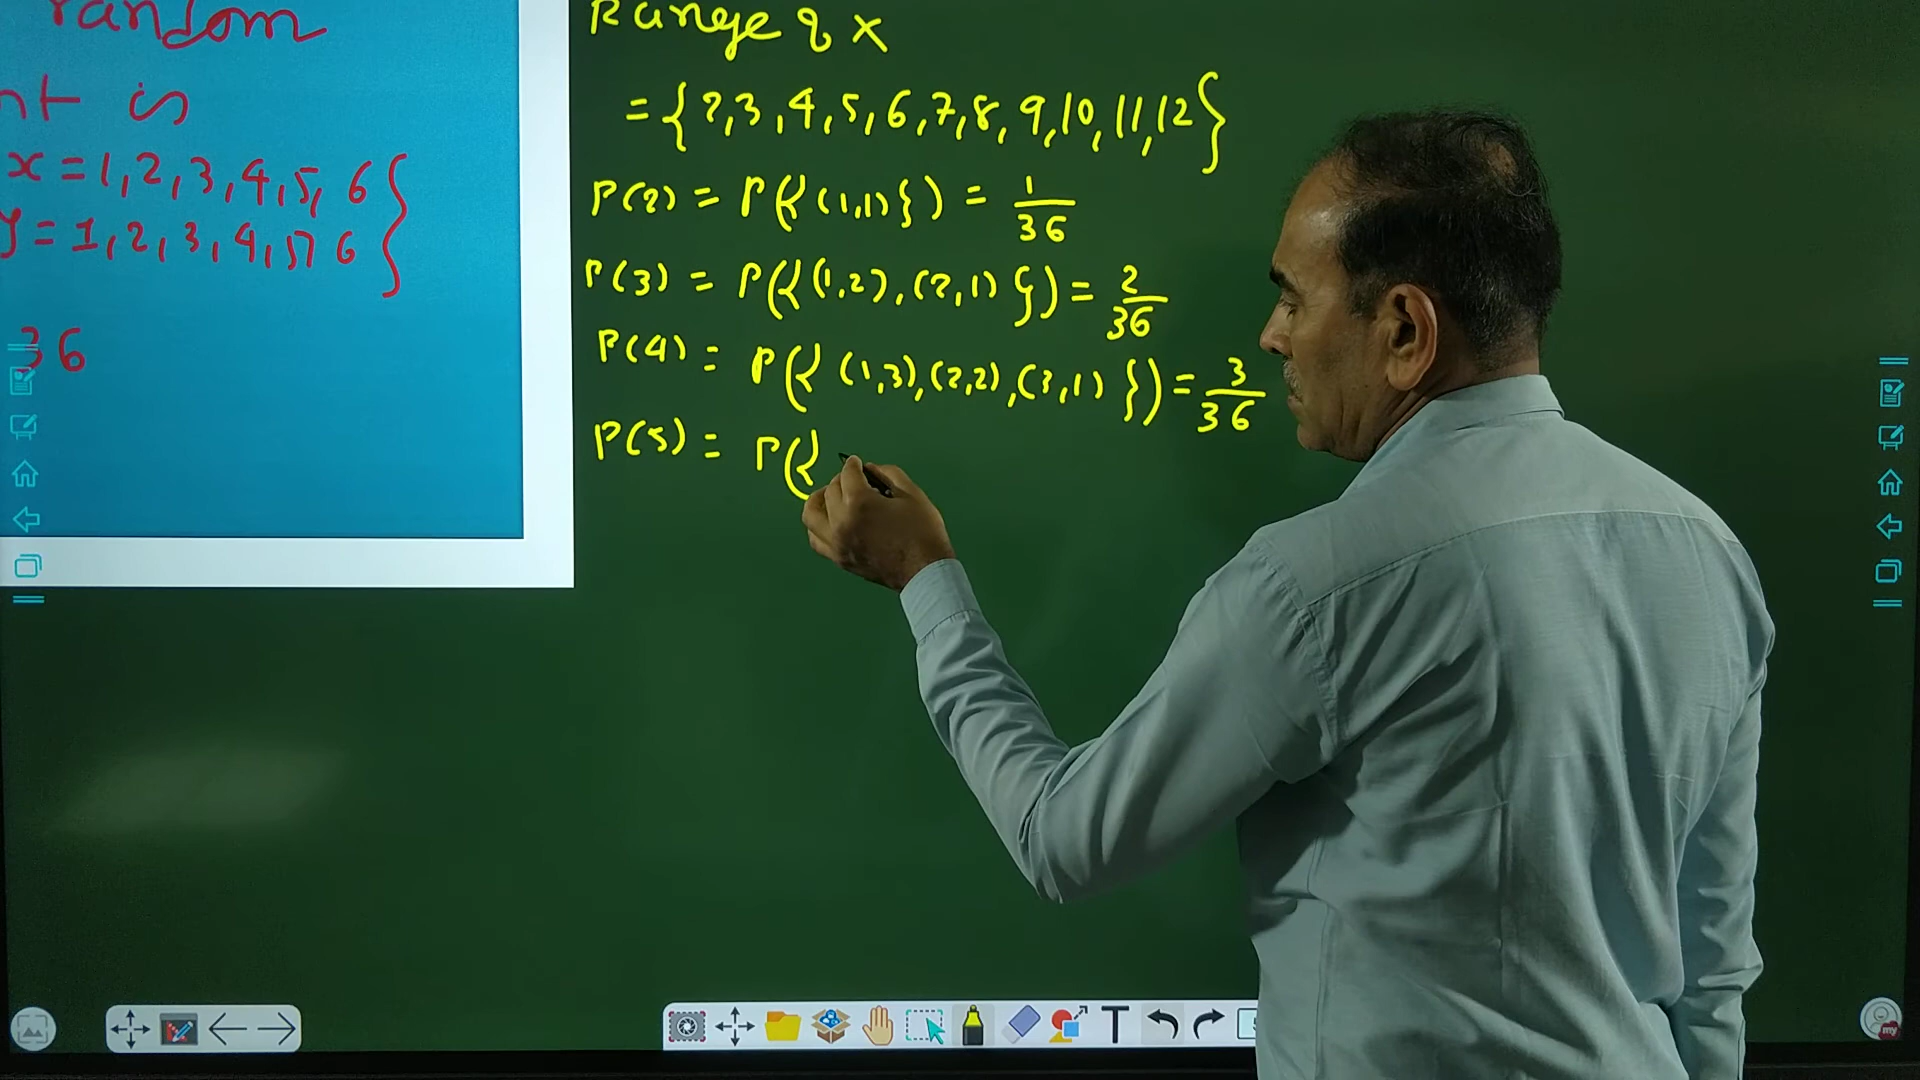 random
nt is
x = 1, 2, 3, 4, 5, 6 }
y = 1, 2, 3, 4, 5, 6 }
36
Range of X
= { 2, 3, 4, 5, 6, 7, 8, 9, 10, 11, 12 }
P(2) = P({(1,1)}) = 1/36
P(3) = P({(1,2), (2,1)}) = 2/36
P(4) = P({(1,3), (2,2), (3,1)}) = 3/36
P(5) = P({
T
my